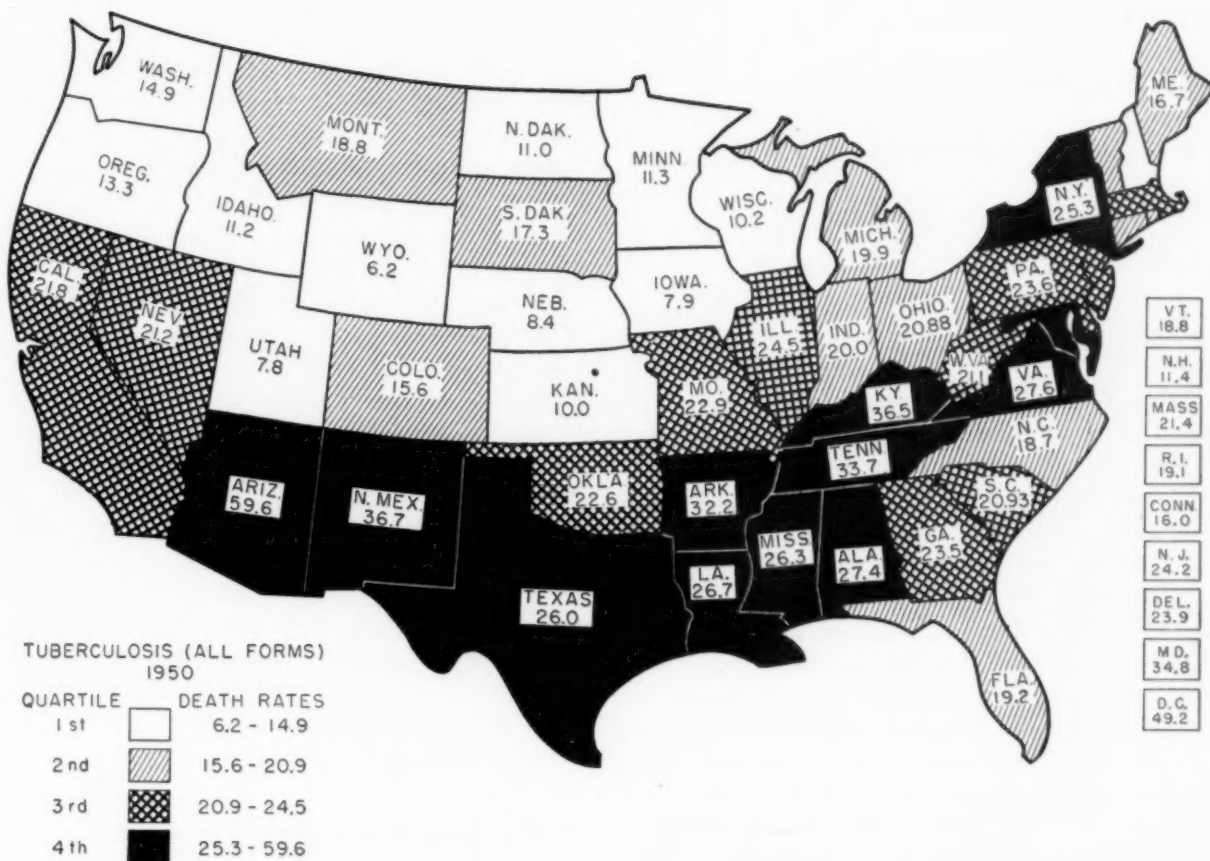 WASH.
14.9
MONT.
18.8
N. DAK.
11.0
MINN.
11.3
ME.
16.7
OREG.
13.3
IDAHO.
11.2
WYO.
6.2
S. DAK.
17.3
WISC.
10.2
MICH.
19.9
N.Y.
25.3
CAL.
21.8
NEV.
21.2
UTAH
7.8
COLO.
15.6
NEB.
8.4
KAN.
10.0
IOWA.
7.9
MO.
22.9
ILL.
24.5
IND.
20.0
OHIO.
20.88
PA.
23.6
W.VA.
21.1
VA.
27.6
KY.
36.5
N.C.
18.7
TENN.
33.7
ARIZ.
59.6
N. MEX.
36.7
OKLA
22.6
ARK.
32.2
S.C.
20.93
TEXAS
26.0
LA.
26.7
MISS.
26.3
ALA.
27.4
GA.
23.5
FLA.
19.2
VT.
18.8
N.H.
11.4
MASS
21.4
R.I.
19.1
CONN.
16.0
N.J.
24.2
DEL.
23.9
MD.
34.8
D.C.
49.2
TUBERCULOSIS (ALL FORMS)
1950
QUARTILE DEATH RATES
1 st 6.2 - 14.9
2 nd 15.6 - 20.9
3 rd 20.9 - 24.5
4 th 25.3 - 59.6